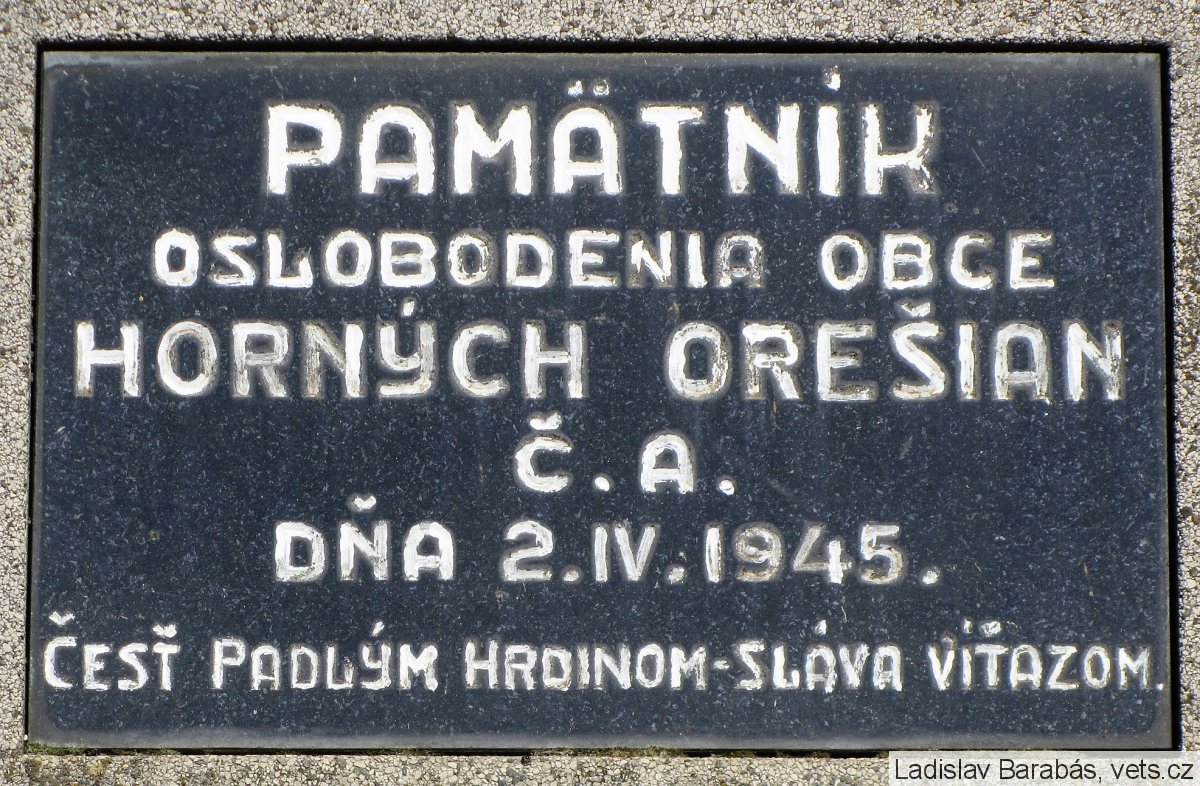 PAMÄTNÍK
OSLOBODENIA OBCE
HORNÝCH OREŠIAN
Č.A.
DŇA 2.IV.1945.
ČESŤ PADLÝM HRDINOM-SLÁVA VÍŤAZOM.
Ladislav Barabás, vets.cz